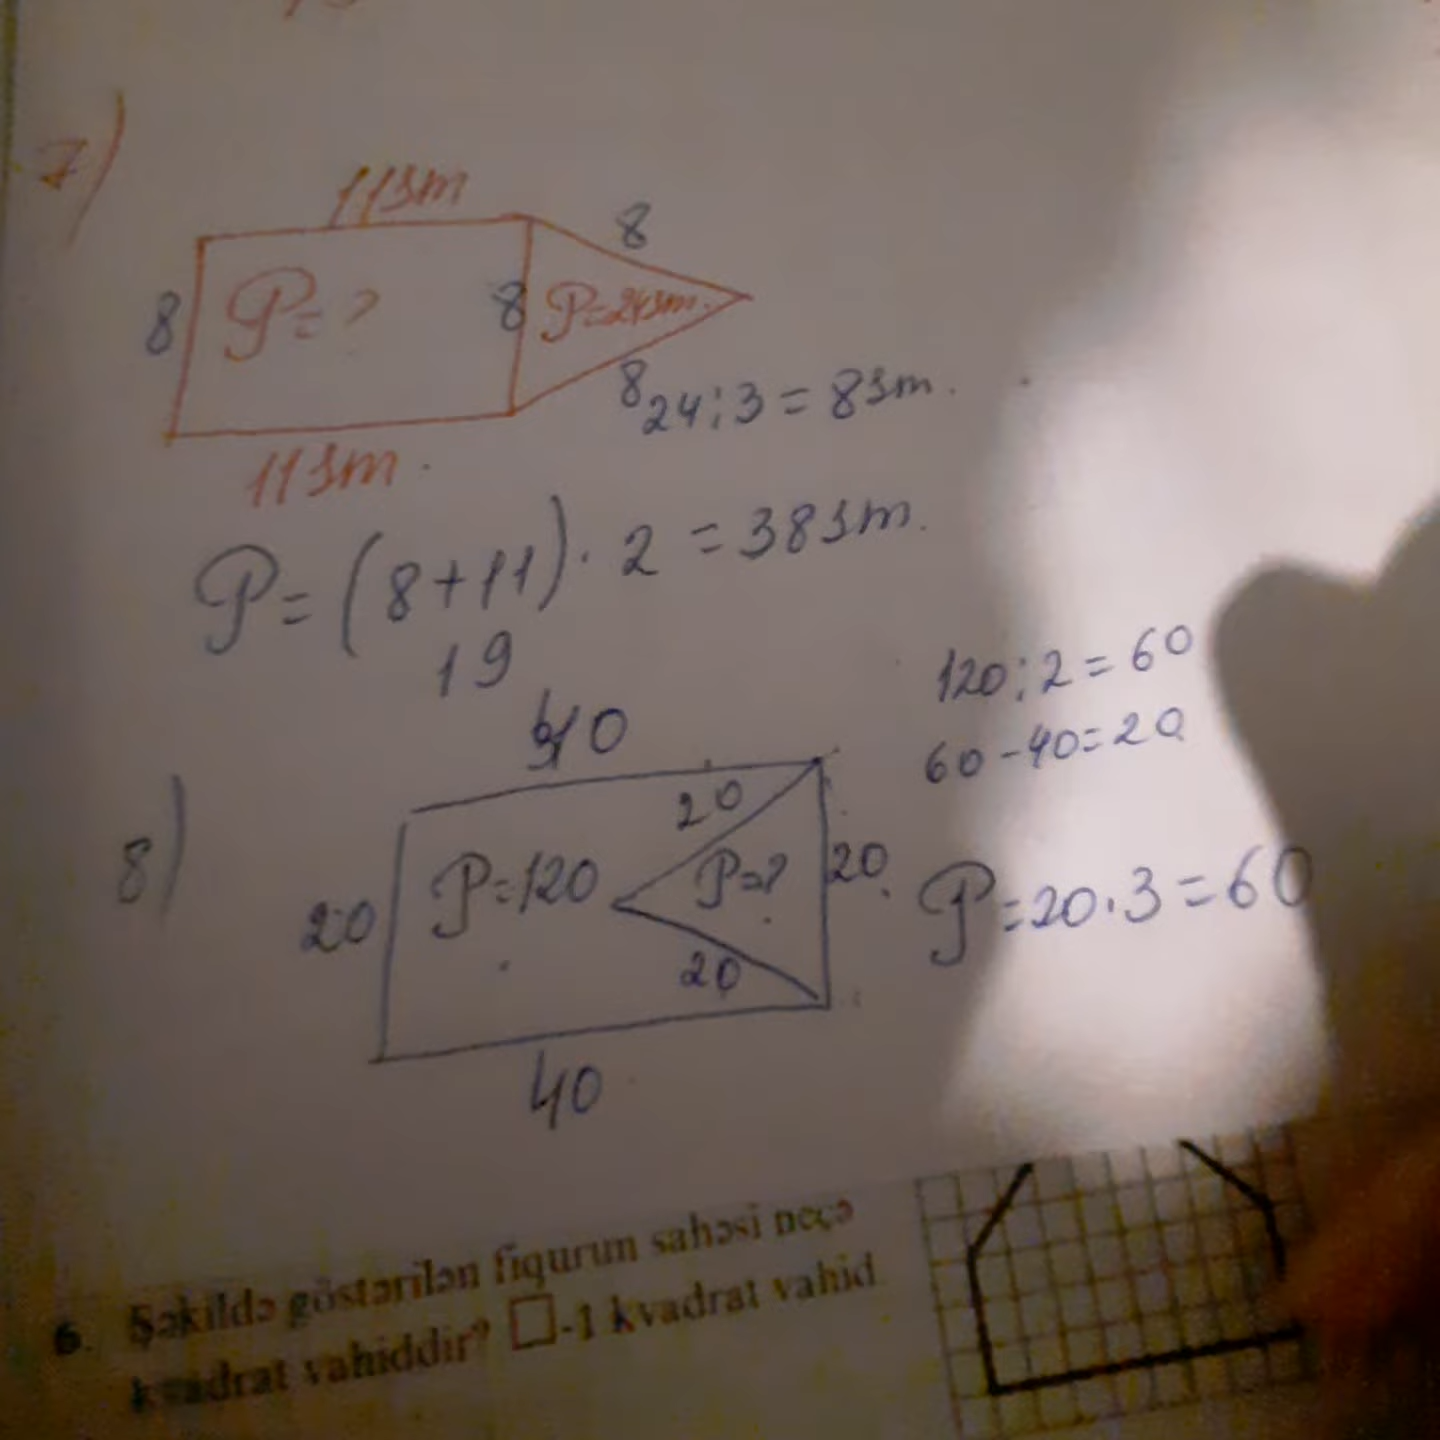 7)
11sm
8
8
P=?
8
P=24sm.
8
24:3=8sm.
11sm.
P=(8+11)·2=38sm.
19
120:2=60
60-40=20
8)
40
20
20
P=120
P=?
20
20
40
P=20·3=60
6. Şəkildə göstərilən fiqurun sahəsi neçə
kvadrat vahiddir? □-1 kvadrat vahid